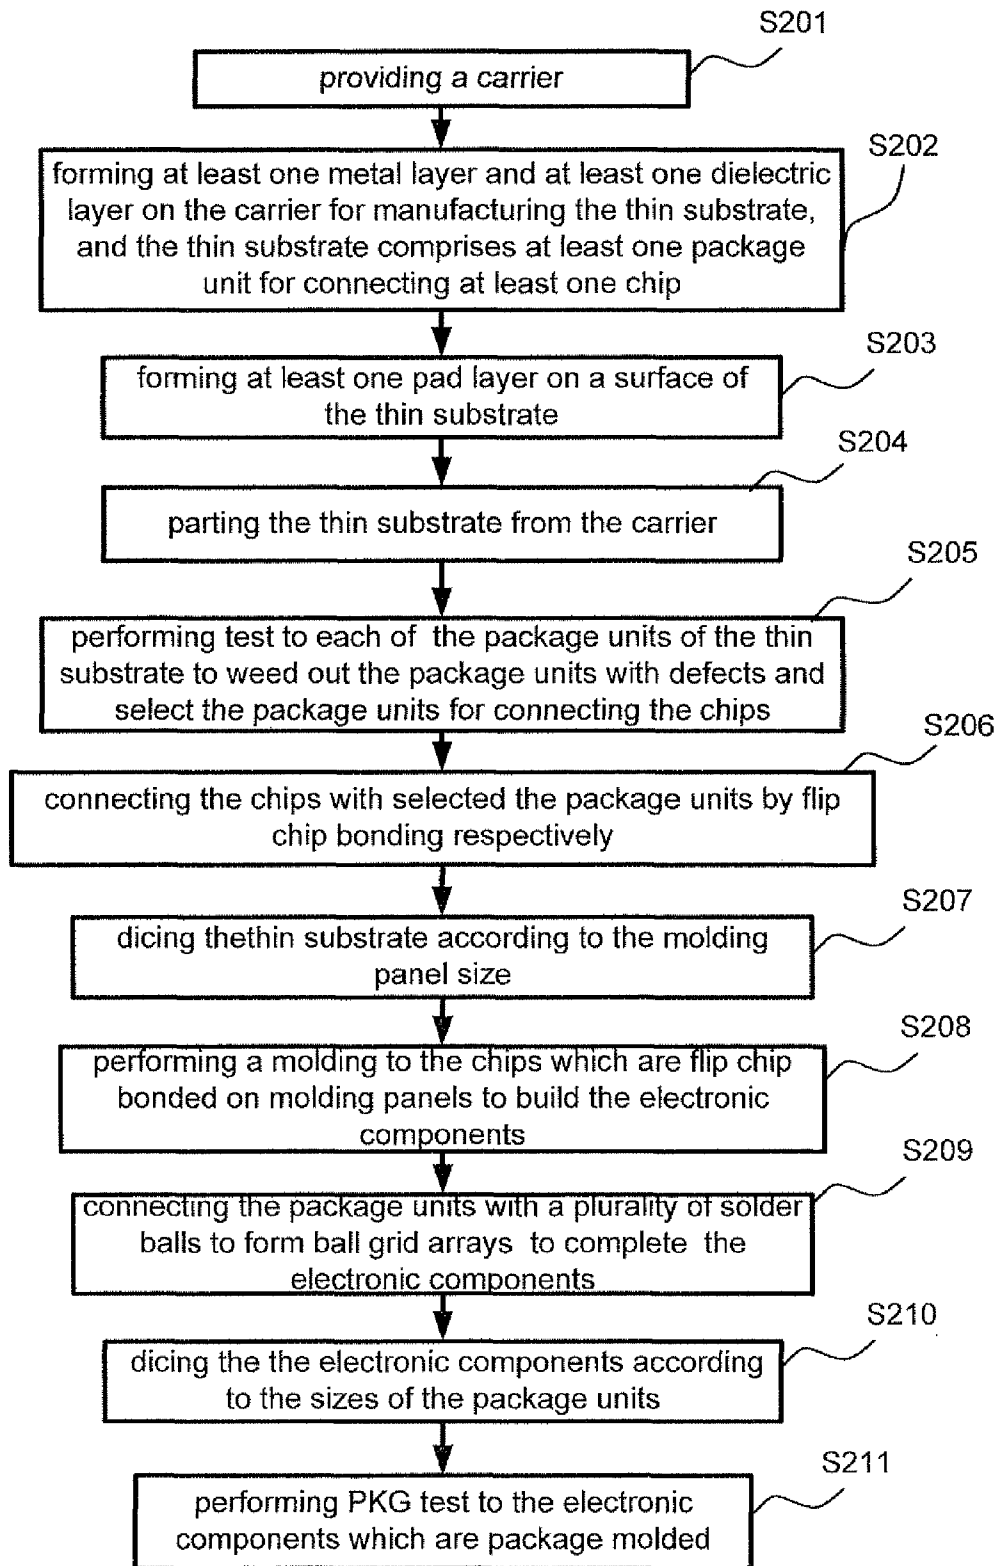 S201
providing a carrier
S202
forming at least one metal layer and at least one dielectric
layer on the carrier for manufacturing the thin substrate,
and the thin substrate comprises at least one package
unit for connecting at least one chip
S203
forming at least one pad layer on a surface of
the thin substrate
S204
parting the thin substrate from the carrier
S205
performing test to each of the package units of the thin
substrate to weed out the package units with defects and
select the package units for connecting the chips
S206
connecting the chips with selected the package units by flip
chip bonding respectively
S207
dicing thethin substrate according to the molding
panel size
S208
performing a molding to the chips which are flip chip
bonded on molding panels to build the electronic
components
S209
connecting the package units with a plurality of solder
balls to form ball grid arrays to complete the
electronic components
S210
dicing the the electronic components according
to the sizes of the package units
S211
performing PKG test to the electronic
components which are package molded